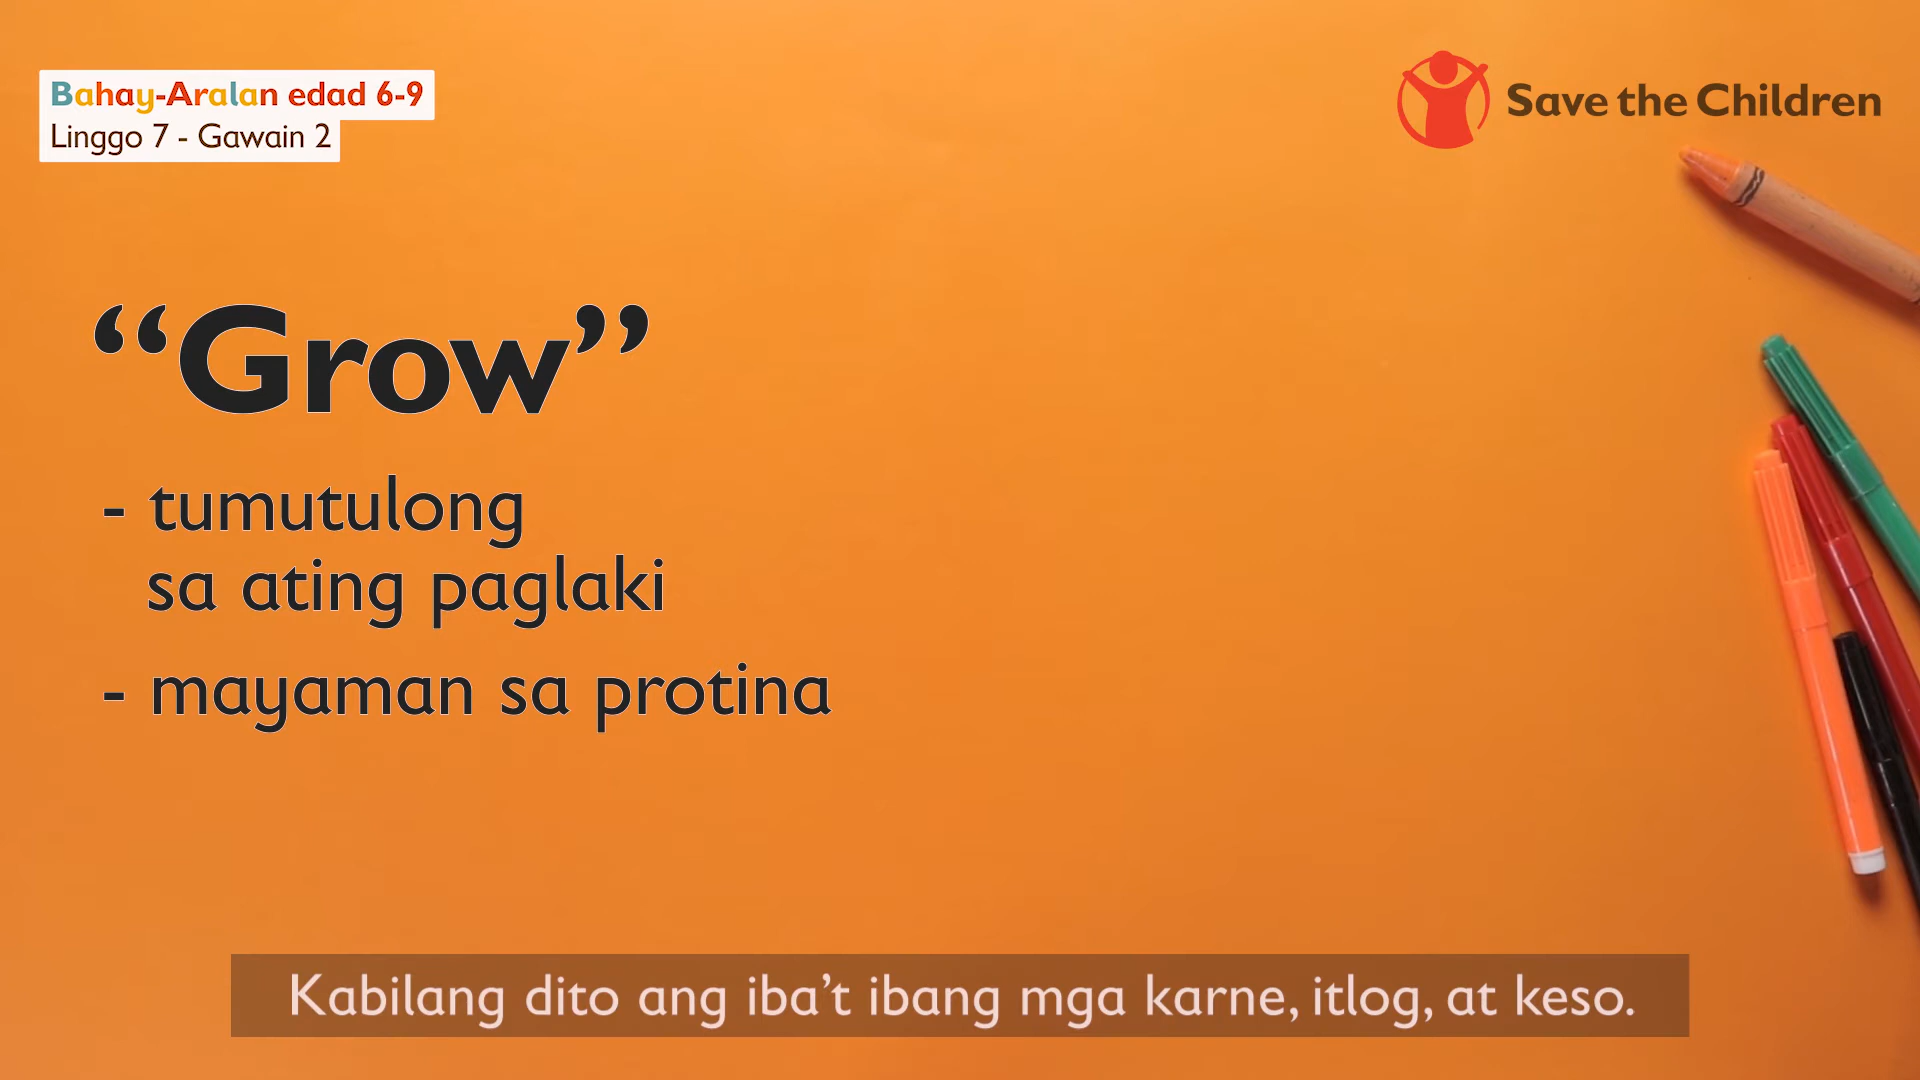 Bahay-Aralan edad 6-9
Linggo 7 - Gawain 2
Save the Children
“Grow”
- tumutulong
sa ating paglaki
- mayaman sa protina
Kabilang dito ang iba’t ibang mga karne, itlog, at keso.